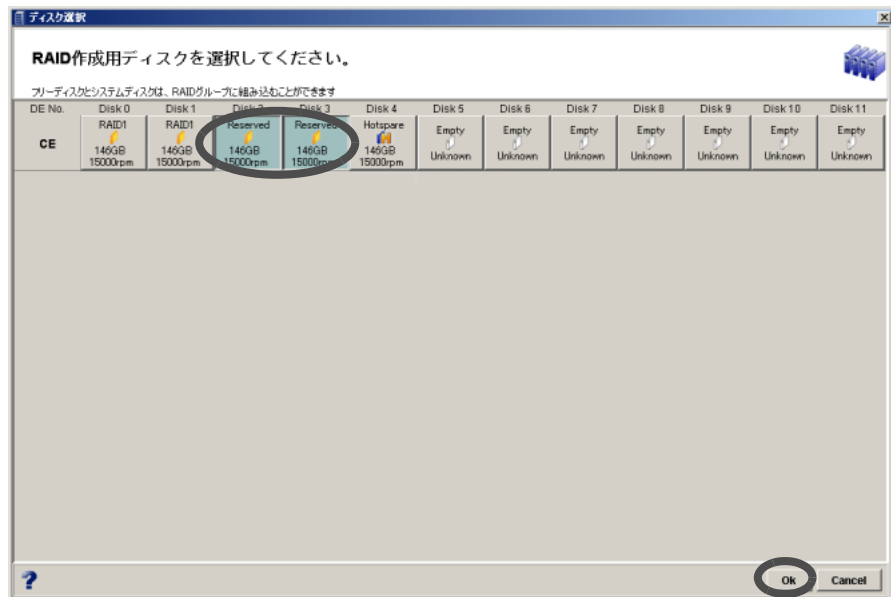 ディスク選択
RAID作成用ディスクを選択してください。
フリーディスクとシステムディスクは、RAIDグループに組み込むことができます
DE No. Disk 0 Disk 1 Disk 2 Disk 3 Disk 4 Disk 5 Disk 6 Disk 7 Disk 8 Disk 9 Disk 10 Disk 11
RAID1 RAID1 Reserved Reserved Hotspare Empty Empty Empty Empty Empty Empty Empty
CE 146GB 146GB 146GB 146GB 146GB Unknown Unknown Unknown Unknown Unknown Unknown Unknown
15000rpm 15000rpm 15000rpm 15000rpm 15000rpm
? Ok Cancel